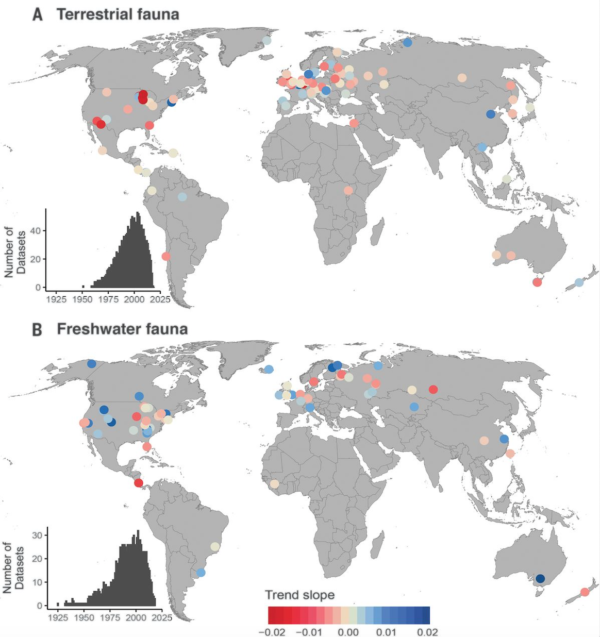 A Terrestrial fauna
Number of
Datasets
40
20
0
1925 1950 1975 2000 2025
B Freshwater fauna
Number of
Datasets
30
20
10
0
1925 1950 1975 2000 2025
Trend slope
−0.02 −0.01 0.00 0.01 0.02